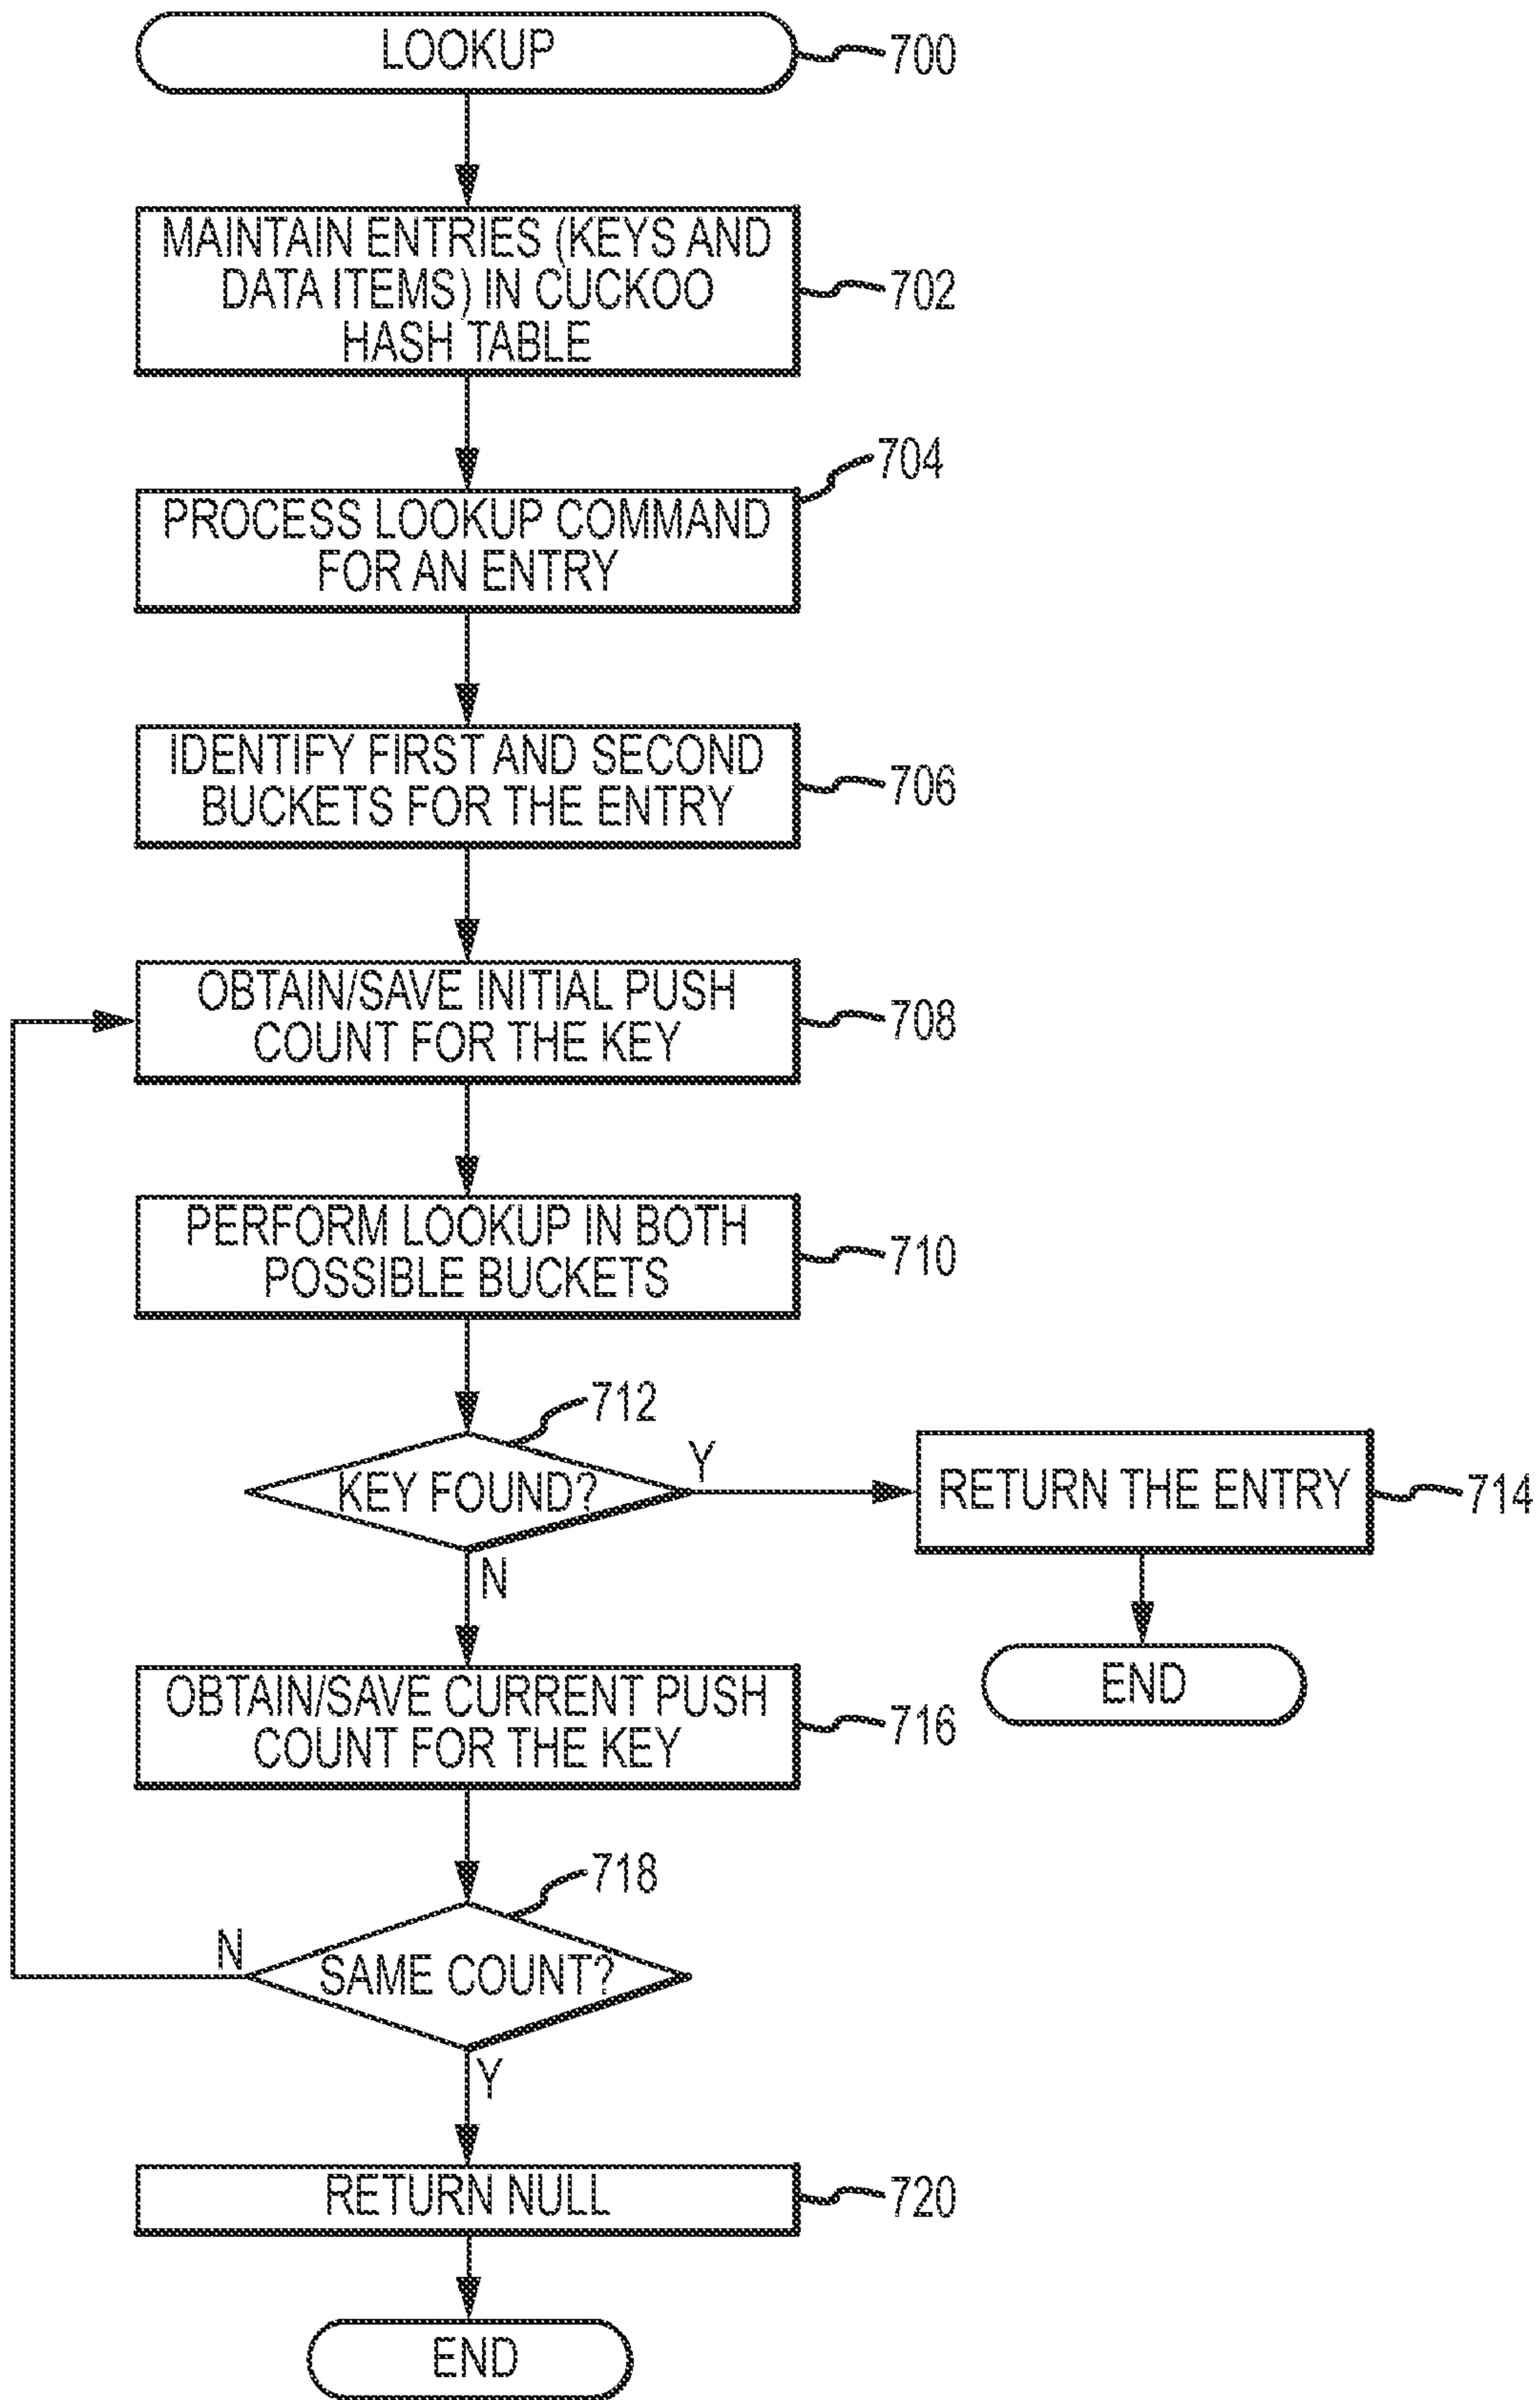 LOOKUP
700
MAINTAIN ENTRIES (KEYS AND
DATA ITEMS) IN CUCKOO
HASH TABLE
702
704
PROCESS LOOKUP COMMAND
FOR AN ENTRY
IDENTIFY FIRST AND SECOND
BUCKETS FOR THE ENTRY
706
OBTAIN/SAVE INITIAL PUSH
COUNT FOR THE KEY
708
PERFORM LOOKUP IN BOTH
POSSIBLE BUCKETS
710
712
KEY FOUND?
Y
RETURN THE ENTRY
714
N
END
OBTAIN/SAVE CURRENT PUSH
COUNT FOR THE KEY
716
718
N
SAME COUNT?
Y
RETURN NULL
720
END